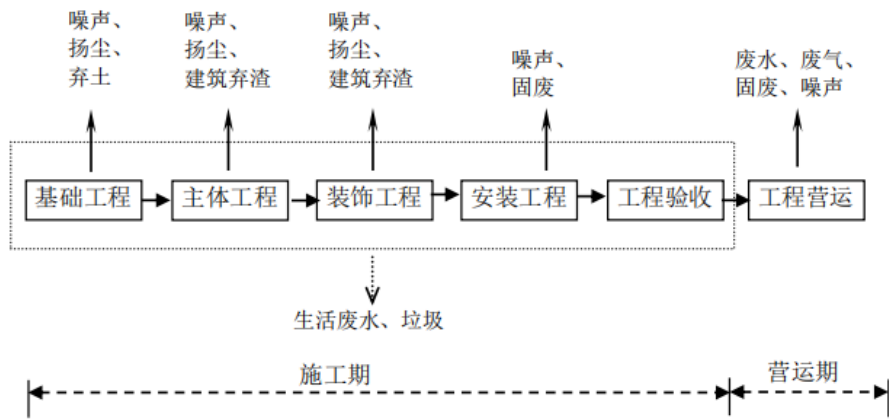 噪声、
扬尘、
弃土
噪声、
扬尘、
建筑弃渣
噪声、
扬尘、
建筑弃渣
噪声、
固废
废水、废气、
固废、噪声
基础工程
主体工程
装饰工程
安装工程
工程验收
工程营运
生活废水、垃圾
施工期
营运期